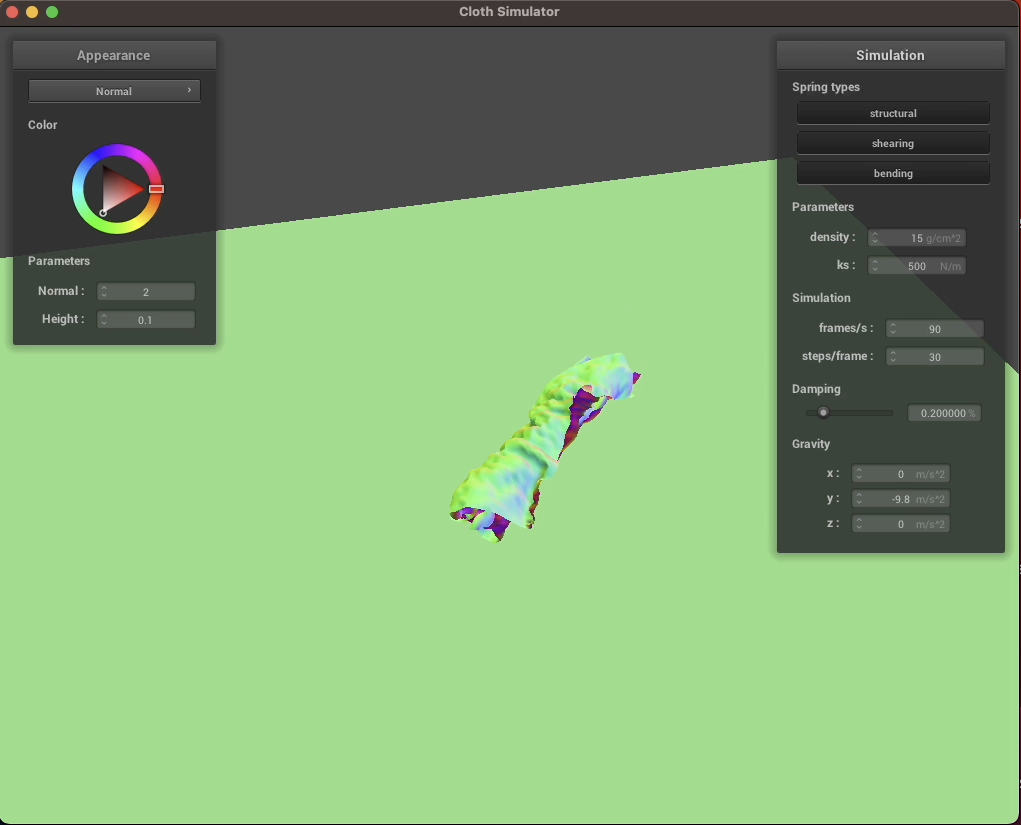 Cloth Simulator
Appearance
Normal
Color
Parameters
Normal : 2
Height : 0.1
Simulation
Spring types
structural
shearing
bending
Parameters
density : 15 g/cm^2
ks : 500 N/m
Simulation
frames/s : 90
steps/frame : 30
Damping
0.200000 %
Gravity
x : 0 m/s^2
y : -9.8 m/s^2
z : 0 m/s^2